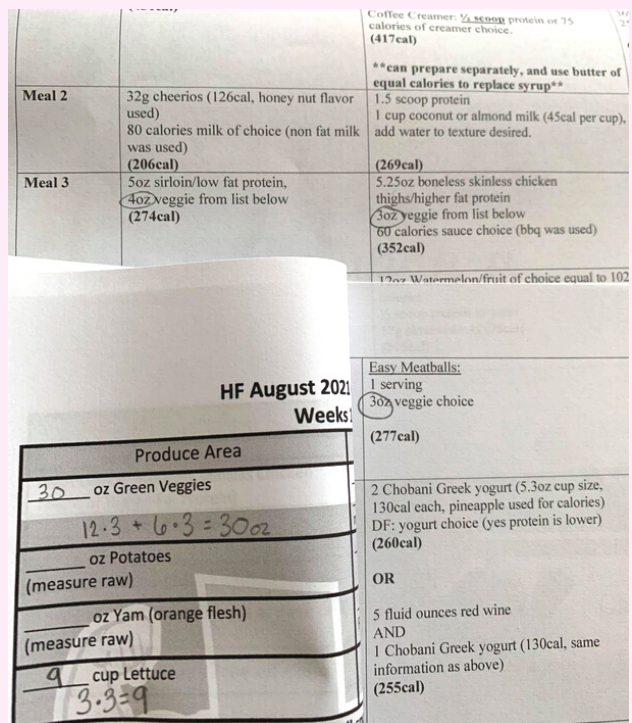 Coffee Creamer: ½ scoop protein or 75
calories of creamer choice.
(417cal)
**can prepare separately, and use butter of
equal calories to replace syrup**
Meal 2
32g cheerios (126cal, honey nut flavor
used)
80 calories milk of choice (non fat milk
was used)
(206cal)
1.5 scoop protein
1 cup coconut or almond milk (45cal per cup),
add water to texture desired.
(269cal)
Meal 3
5oz sirloin/low fat protein,
4oz veggie from list below
(274cal)
5.25oz boneless skinless chicken
thighs/higher fat protein
3oz veggie from list below
60 calories sauce choice (bbq was used)
(352cal)
12oz Watermelon/fruit of choice equal to 102
HF August 2021
Weeks
Produce Area
30 oz Green Veggies
12·3 + 6·3 = 30oz
oz Potatoes
(measure raw)
oz Yam (orange flesh)
(measure raw)
9 cup Lettuce
3·3=9
Easy Meatballs:
1 serving
3oz veggie choice
(277cal)
2 Chobani Greek yogurt (5.3oz cup size,
130cal each, pineapple used for calories)
DF: yogurt choice (yes protein is lower)
(260cal)
OR
5 fluid ounces red wine
AND
1 Chobani Greek yogurt (130cal, same
information as above)
(255cal)